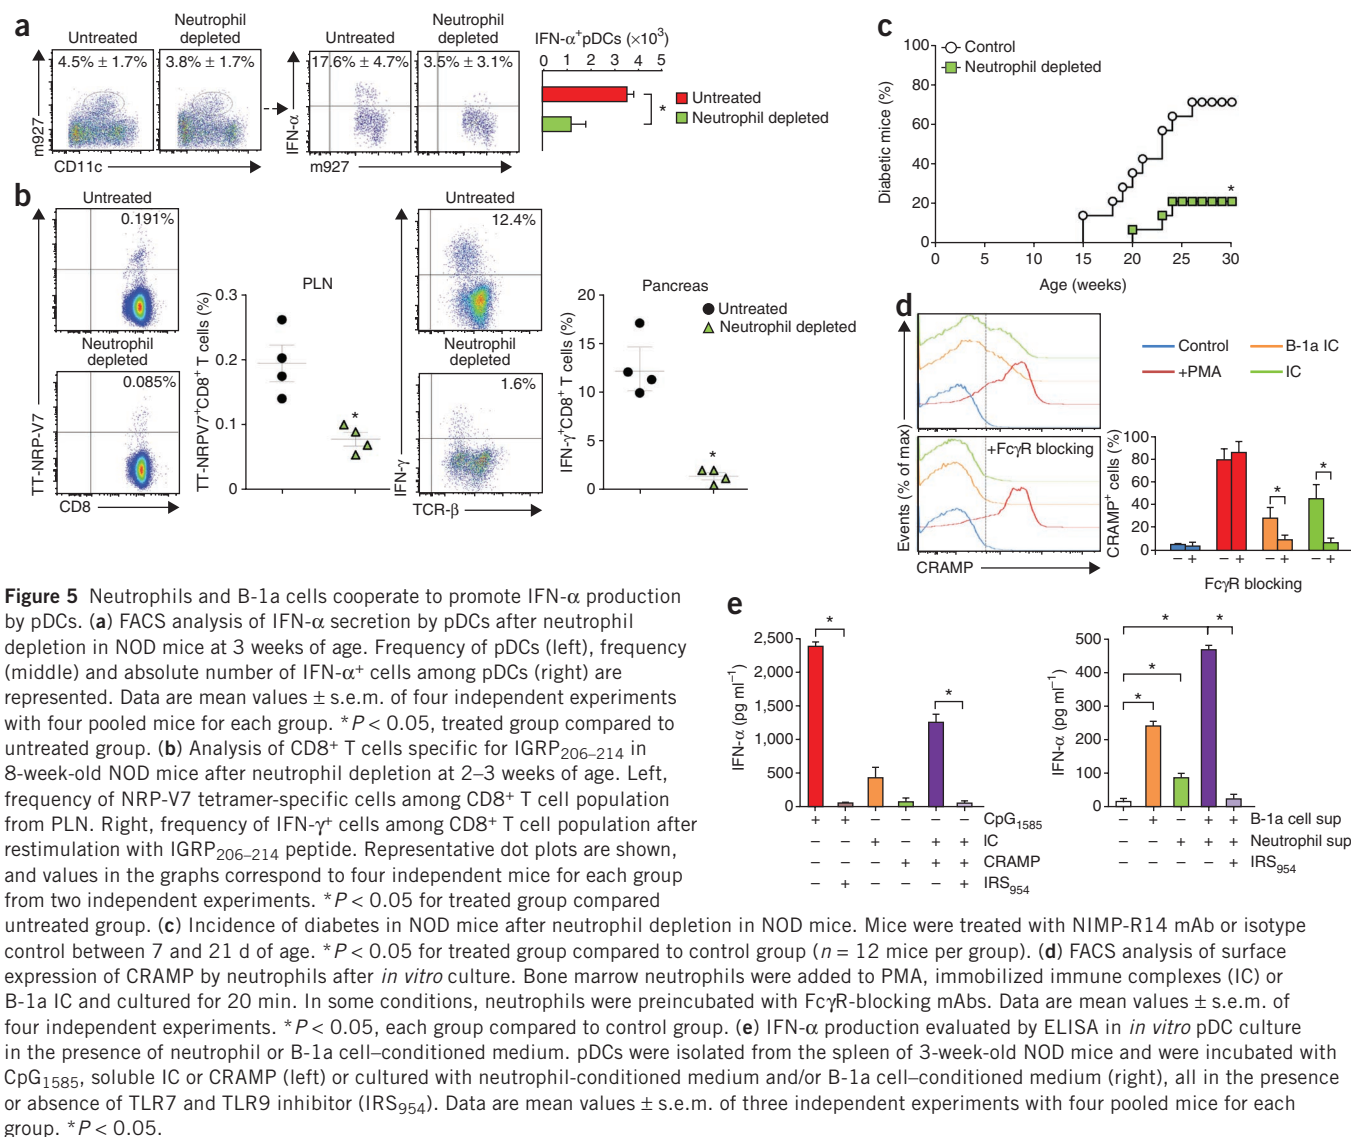 a
Untreated
Neutrophil
depleted
4.5% ± 1.7%
3.8% ± 1.7%
m927
CD11c
Untreated
Neutrophil
depleted
17.6% ± 4.7%
3.5% ± 3.1%
IFN-α
m927
IFN-α⁺pDCs (×10³)
0 1 2 3 4 5
*
Untreated
Neutrophil depleted
b
Untreated
0.191%
Neutrophil
depleted
0.085%
TT-NRP-V7
CD8
PLN
TT-NRPV7⁺CD8⁺ T cells (%)
0.3
0.2
0.1
0
*
Untreated
12.4%
Neutrophil
depleted
1.6%
IFN-γ
TCR-β
Pancreas
IFN-γ⁺CD8⁺ T cells (%)
20
15
10
5
0
*
Untreated
Neutrophil depleted
c
Control
Neutrophil depleted
Diabetic mice (%)
100
80
60
40
20
0
*
0 5 10 15 20 25 30
Age (weeks)
d
Events (% of max)
+FcγR blocking
CRAMP
Control
+PMA
B-1a IC
IC
CRAMP⁺ cells (%)
100
80
60
40
20
0
* *
– + – + – + – +
FcγR blocking
e
IFN-α (pg ml⁻¹)
2,500
2,000
1,500
1,000
500
0
* *
+ + – – – – CpG₁₅₈₅
– – + – + + IC
– – – + + + CRAMP
– + – – – + IRS₉₅₄
IFN-α (pg ml⁻¹)
500
400
300
200
100
0
* * * *
– + – + + B-1a cell sup
– – + + + Neutrophil sup
– – – – + IRS₉₅₄
Figure 5 Neutrophils and B-1a cells cooperate to promote IFN-α production
by pDCs. (a) FACS analysis of IFN-α secretion by pDCs after neutrophil
depletion in NOD mice at 3 weeks of age. Frequency of pDCs (left), frequency
(middle) and absolute number of IFN-α⁺ cells among pDCs (right) are
represented. Data are mean values ± s.e.m. of four independent experiments
with four pooled mice for each group. *P < 0.05, treated group compared to
untreated group. (b) Analysis of CD8⁺ T cells specific for IGRP₂₀₆₋₂₁₄ in
8-week-old NOD mice after neutrophil depletion at 2–3 weeks of age. Left,
frequency of NRP-V7 tetramer-specific cells among CD8⁺ T cell population
from PLN. Right, frequency of IFN-γ⁺ cells among CD8⁺ T cell population after
restimulation with IGRP₂₀₆₋₂₁₄ peptide. Representative dot plots are shown,
and values in the graphs correspond to four independent mice for each group
from two independent experiments. *P < 0.05 for treated group compared
untreated group. (c) Incidence of diabetes in NOD mice after neutrophil depletion in NOD mice. Mice were treated with NIMP-R14 mAb or isotype
control between 7 and 21 d of age. *P < 0.05 for treated group compared to control group (n = 12 mice per group). (d) FACS analysis of surface
expression of CRAMP by neutrophils after in vitro culture. Bone marrow neutrophils were added to PMA, immobilized immune complexes (IC) or
B-1a IC and cultured for 20 min. In some conditions, neutrophils were preincubated with FcγR-blocking mAbs. Data are mean values ± s.e.m. of
four independent experiments. *P < 0.05, each group compared to control group. (e) IFN-α production evaluated by ELISA in in vitro pDC culture
in the presence of neutrophil or B-1a cell–conditioned medium. pDCs were isolated from the spleen of 3-week-old NOD mice and were incubated with
CpG₁₅₈₅, soluble IC or CRAMP (left) or cultured with neutrophil-conditioned medium and/or B-1a cell–conditioned medium (right), all in the presence
or absence of TLR7 and TLR9 inhibitor (IRS₉₅₄). Data are mean values ± s.e.m. of three independent experiments with four pooled mice for each
group. *P < 0.05.